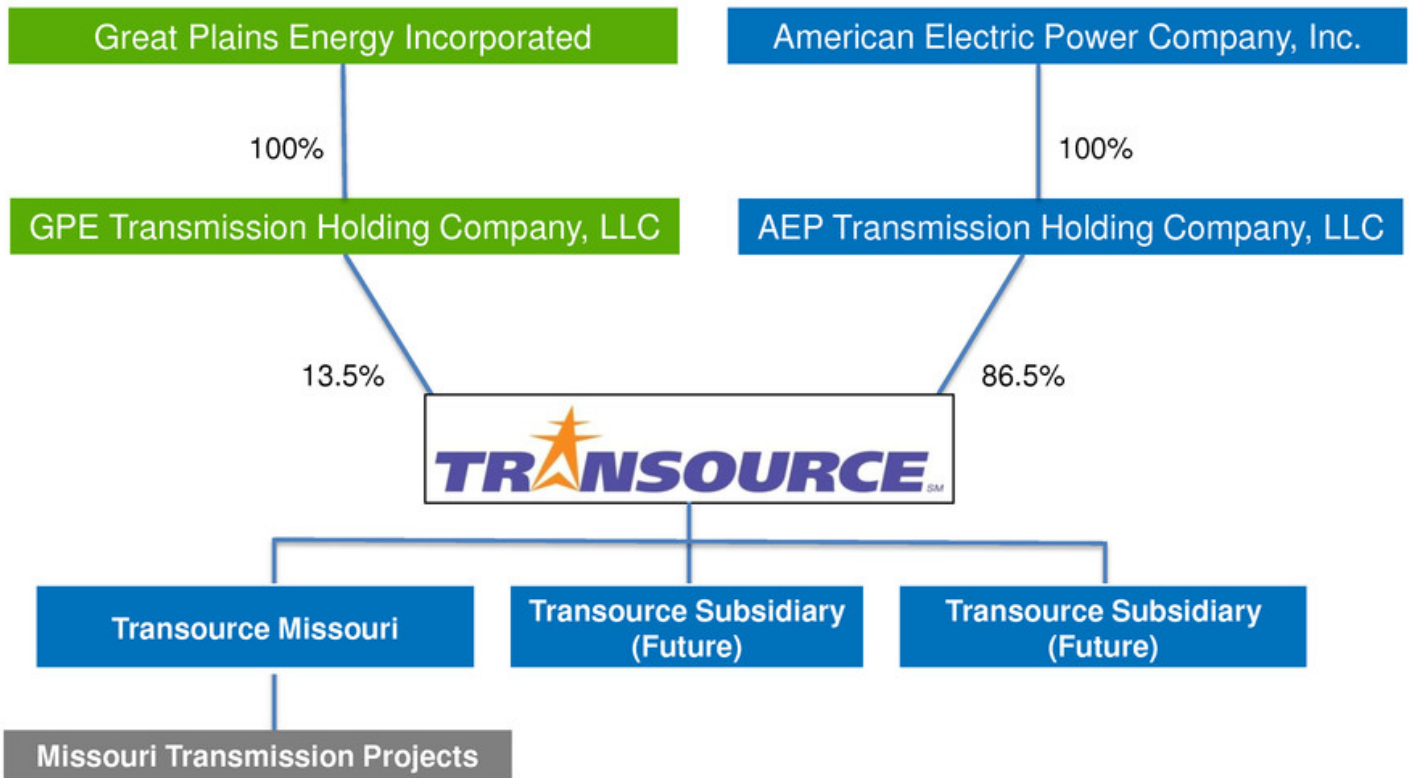 Great Plains Energy Incorporated
American Electric Power Company, Inc.
100%
100%
GPE Transmission Holding Company, LLC
AEP Transmission Holding Company, LLC
13.5%
86.5%
TRANSOURCE SM
Transource Missouri
Transource Subsidiary
(Future)
Transource Subsidiary
(Future)
Missouri Transmission Projects